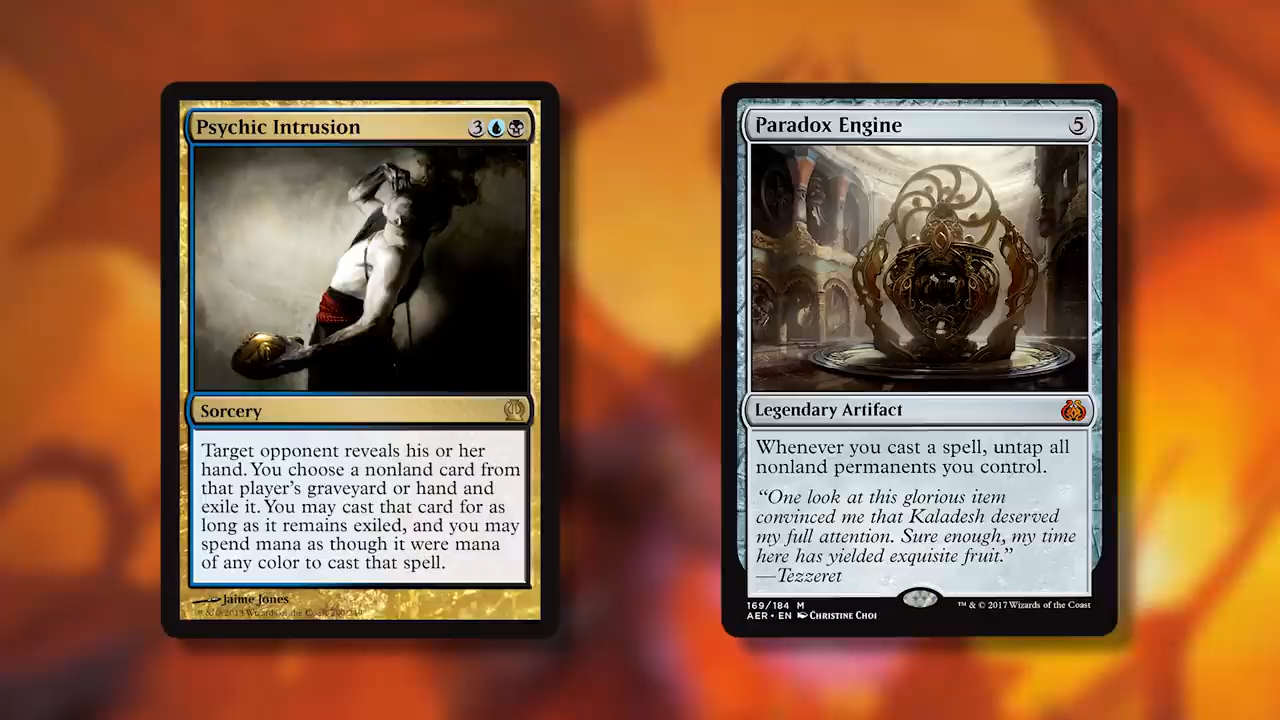 Psychic Intrusion
3
Sorcery
Target opponent reveals his or her
hand. You choose a nonland card from
that player's graveyard or hand and
exile it. You may cast that card for as
long as it remains exiled, and you may
spend mana as though it were mana
of any color to cast that spell.
Jaime Jones
Paradox Engine
5
Legendary Artifact
Whenever you cast a spell, untap all
nonland permanents you control.
“One look at this glorious item
convinced me that Kaladesh deserved
my full attention. Sure enough, my time
here has yielded exquisite fruit.”
—Tezzeret
169/184 M
AER • EN Christine Choi
™ & © 2017 Wizards of the Coast